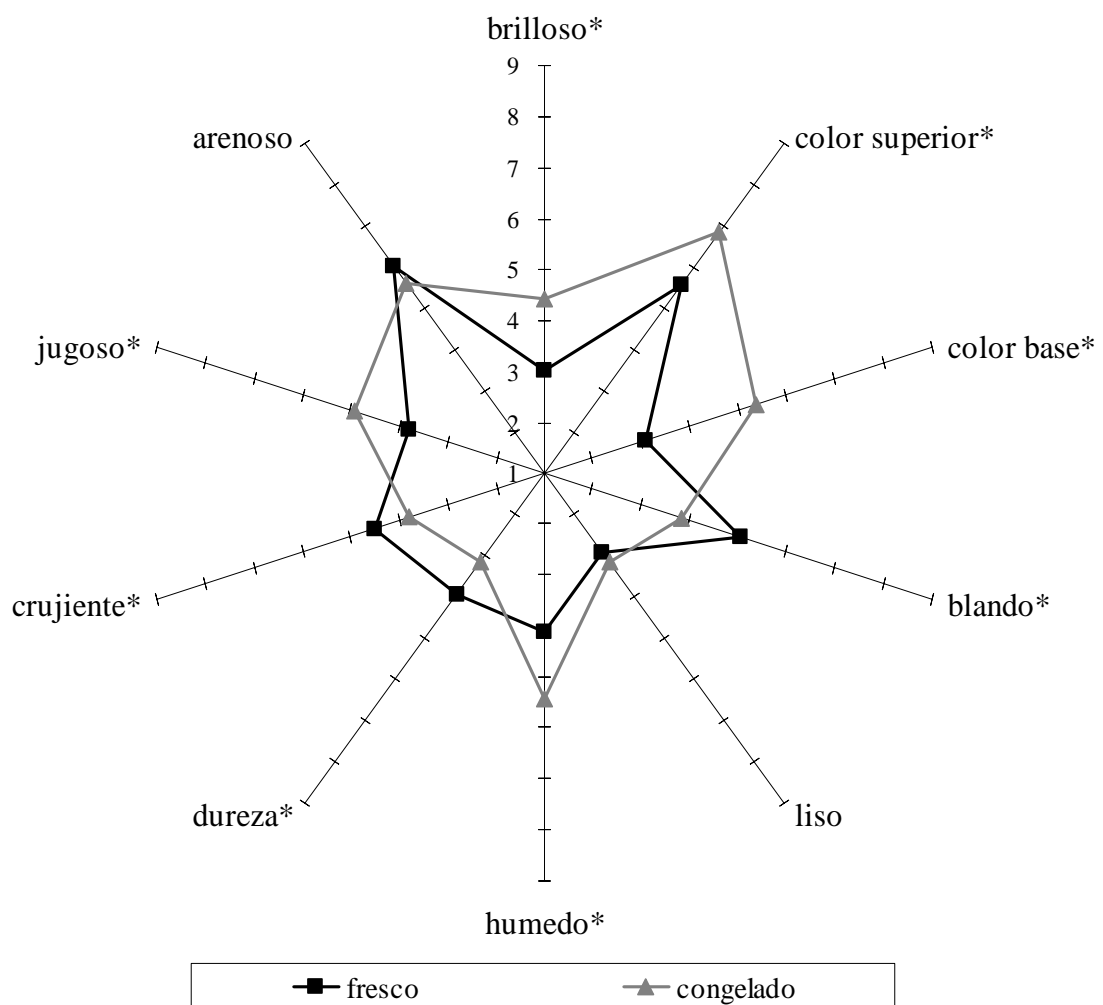 brilloso*
9
8
7
6
5
4
3
2
1
color superior*
color base*
blando*
liso
humedo*
dureza*
crujiente*
jugoso*
arenoso
fresco congelado